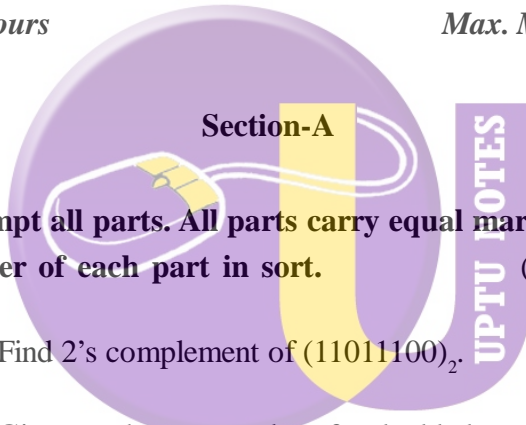 ours Max. M
Section-A
mpt all parts. All parts carry equal mar
er of each part in sort. (
Find 2's complement of (11011100)₂.
UPTU NOTES